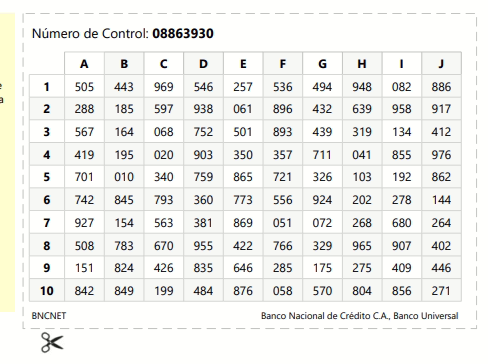 Número de Control: 08863930
A B C D E F G H I J
1 505 443 969 546 257 536 494 948 082 886
2 288 185 597 938 061 896 432 639 958 917
3 567 164 068 752 501 893 439 319 134 412
4 419 195 020 903 350 357 711 041 855 976
5 701 010 340 759 865 721 326 103 192 862
6 742 845 793 360 773 556 924 202 278 144
7 927 154 563 381 869 051 072 268 680 264
8 508 783 670 955 422 766 329 965 907 402
9 151 824 426 835 646 285 175 275 409 446
10 842 849 199 484 876 058 570 804 856 271
BNCNET Banco Nacional de Crédito C.A., Banco Universal